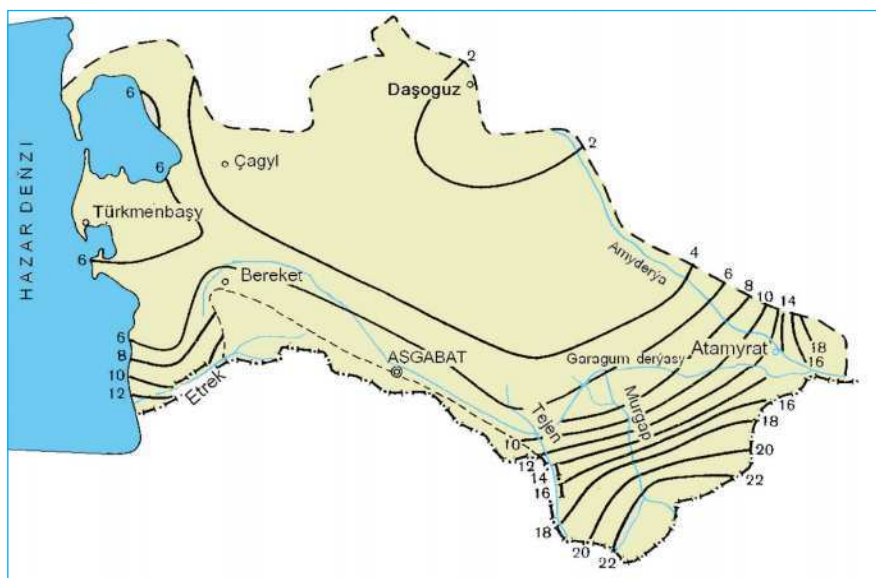 2
6
Daşoguz
HAZAR DEŇZI
Çagyl
2
6
Türkmenbaşy
Amyderýa
6
4
Bereket
6
8
10
14
6
8
10
12
Etrek
AŞGABAT
Garagum derýasy
Atamyrat
18
16
Tejen
Murgap
16
18
10
12
14
16
20
22
18
20
22